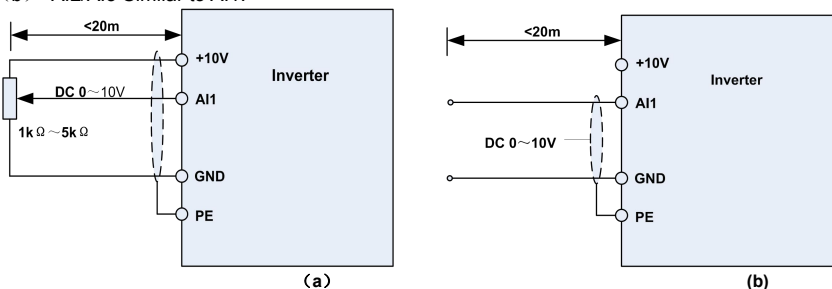 <20m
+10V
Inverter
DC 0～10V
AI1
1kΩ～5kΩ
GND
PE
(a)
<20m
+10V
Inverter
AI1
DC 0～10V
GND
PE
(b)